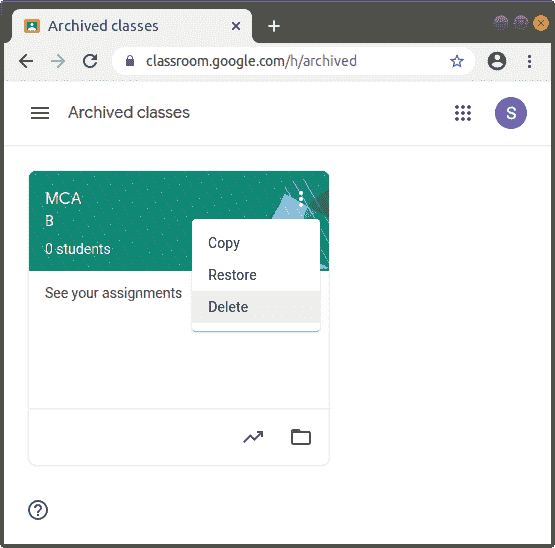 Archived classes
classroom.google.com/h/archived
Archived classes
S
MCA
B
0 students
Copy
Restore
Delete
See your assignments